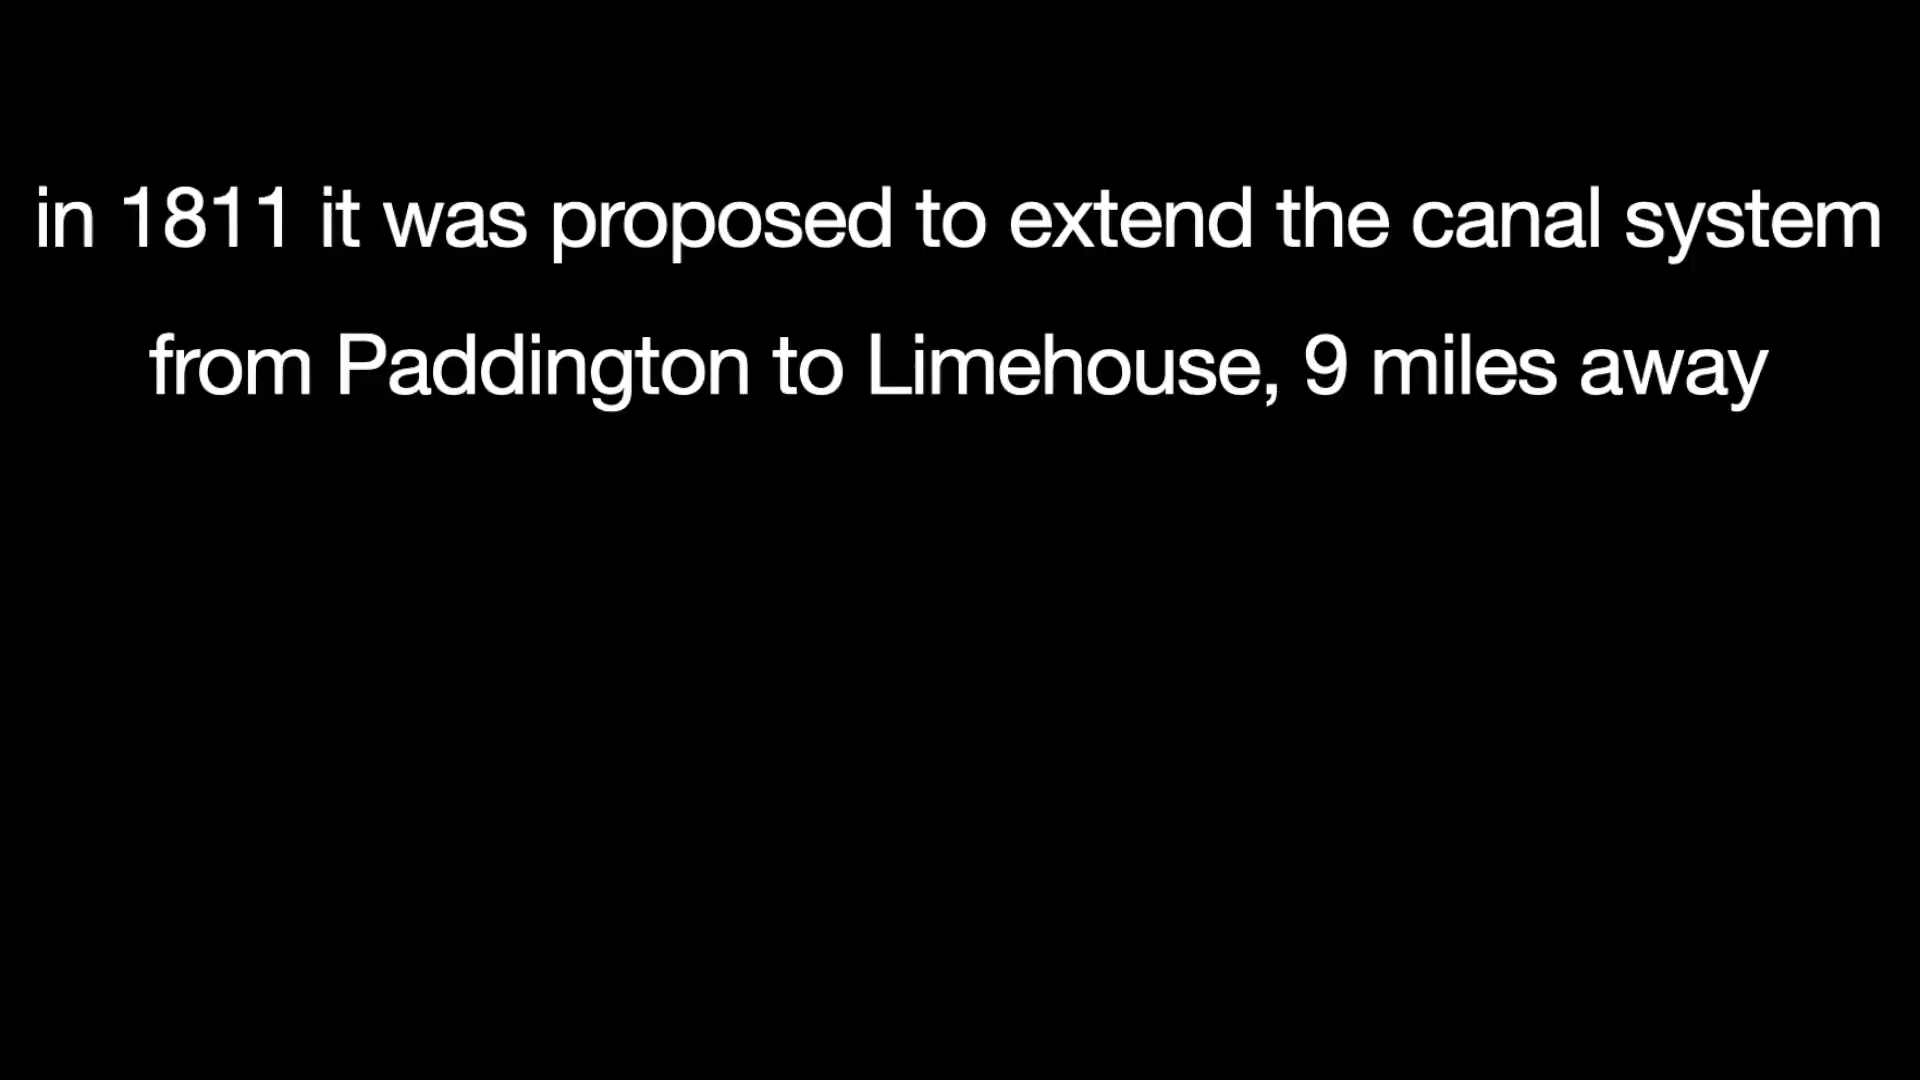 in 1811 it was proposed to extend the canal system
from Paddington to Limehouse, 9 miles away